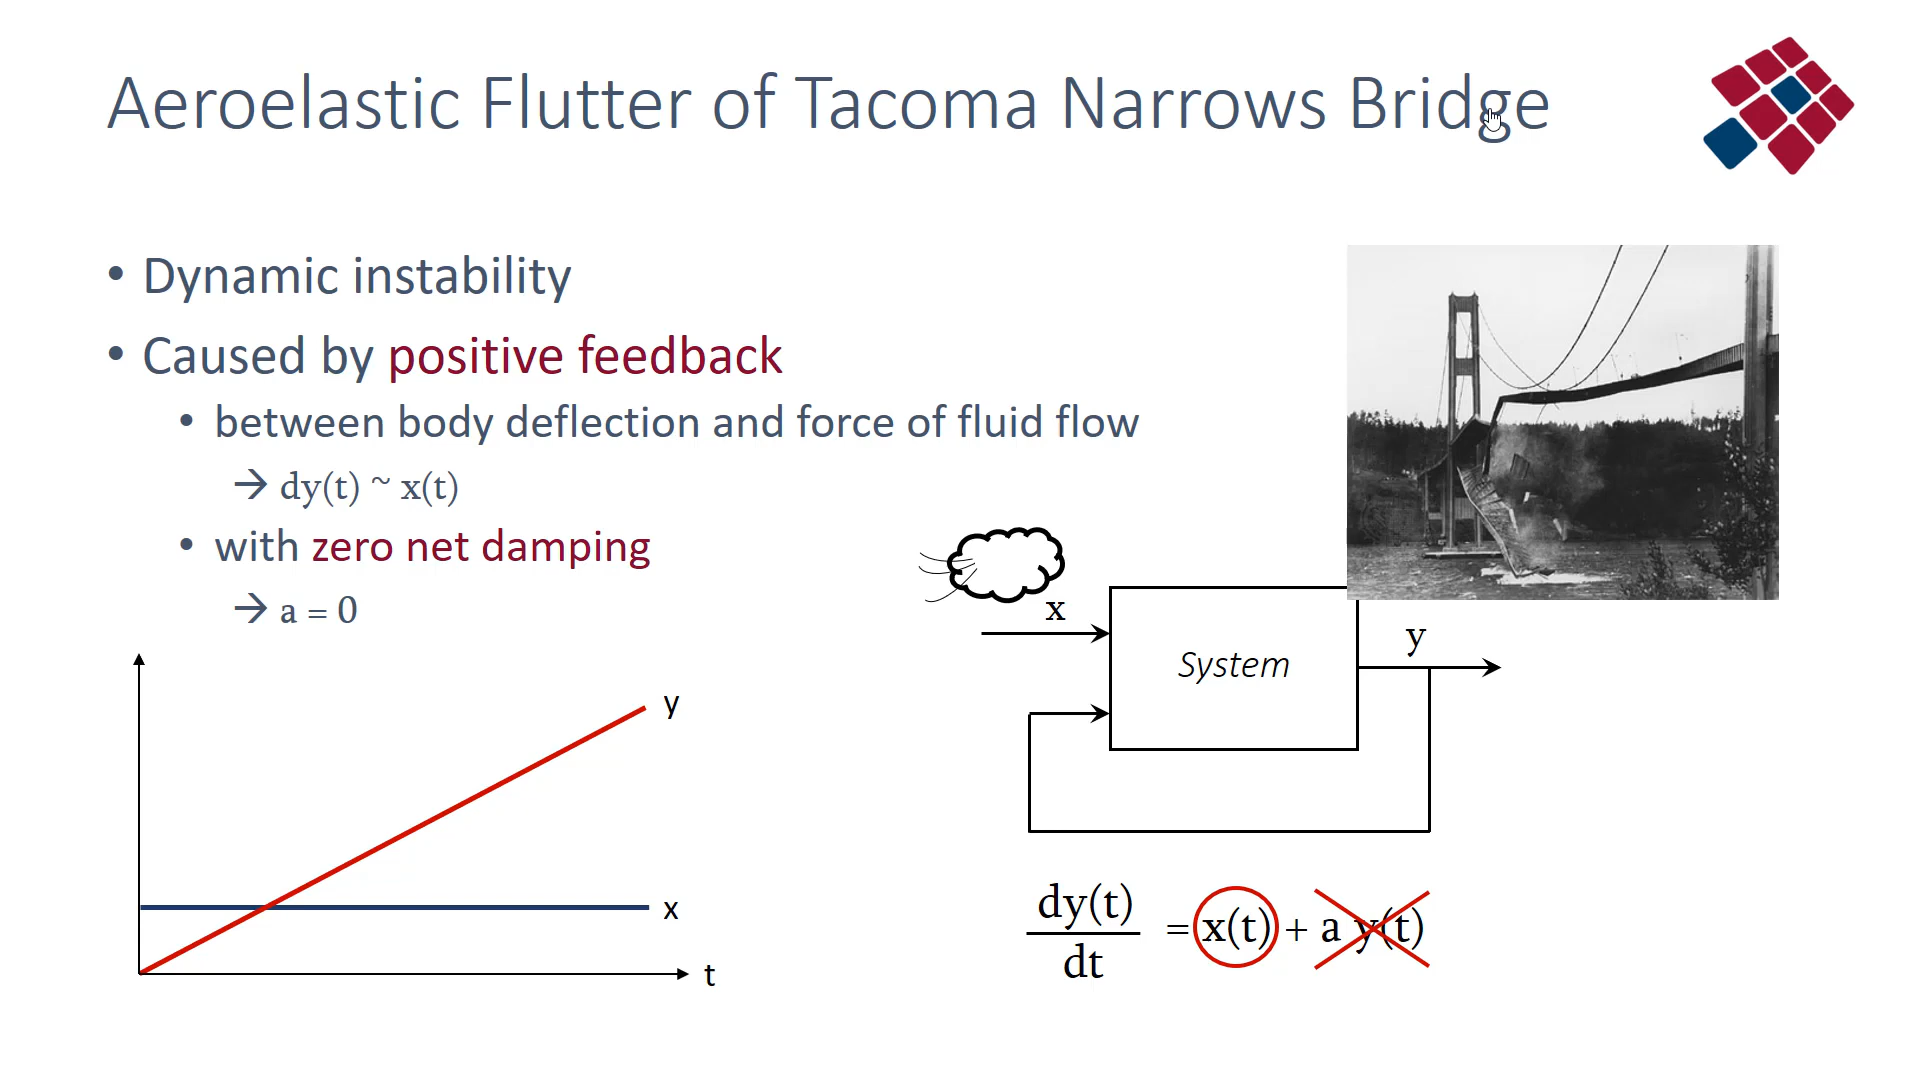 Aeroelastic Flutter of Tacoma Narrows Bridge
• Dynamic instability
• Caused by positive feedback
• between body deflection and force of fluid flow
→ dy(t) ~ x(t)
• with zero net damping
→ a = 0
x
System
y
y
x
t
dy(t)
= x(t) + a y(t)
dt